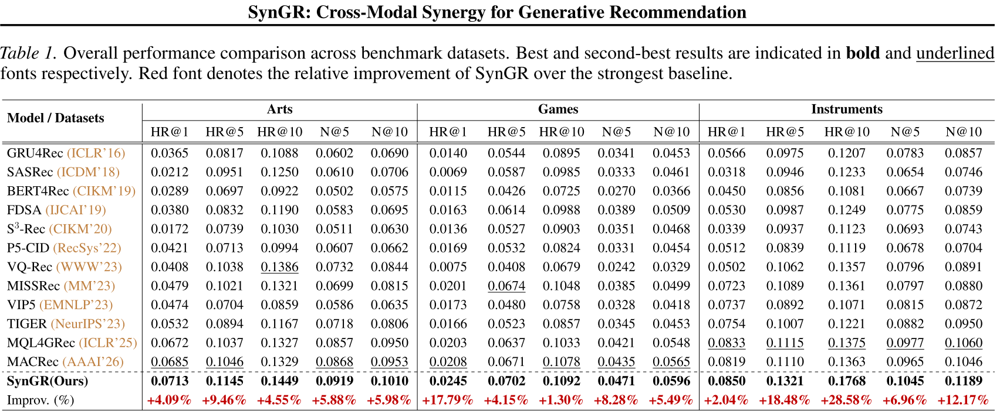 SynGR: Cross-Modal Synergy for Generative Recommendation
Table 1. Overall performance comparison across benchmark datasets. Best and second-best results are indicated in bold and underlined
fonts respectively. Red font denotes the relative improvement of SynGR over the strongest baseline.
Model / Datasets Arts Games Instruments
HR@1 HR@5 HR@10 N@5 N@10 HR@1 HR@5 HR@10 N@5 N@10 HR@1 HR@5 HR@10 N@5 N@10
GRU4Rec (ICLR'16) 0.0365 0.0817 0.1088 0.0602 0.0690 0.0140 0.0544 0.0895 0.0341 0.0453 0.0566 0.0975 0.1207 0.0783 0.0857
SASRec (ICDM'18) 0.0212 0.0951 0.1250 0.0610 0.0706 0.0069 0.0587 0.0985 0.0333 0.0461 0.0318 0.0946 0.1233 0.0654 0.0746
BERT4Rec (CIKM'19) 0.0289 0.0697 0.0922 0.0502 0.0575 0.0115 0.0426 0.0725 0.0270 0.0366 0.0450 0.0856 0.1081 0.0667 0.0739
FDSA (IJCAI'19) 0.0380 0.0832 0.1190 0.0583 0.0695 0.0163 0.0614 0.0988 0.0389 0.0509 0.0530 0.0987 0.1249 0.0775 0.0859
S³-Rec (CIKM'20) 0.0172 0.0739 0.1030 0.0511 0.0630 0.0136 0.0527 0.0903 0.0351 0.0468 0.0339 0.0937 0.1123 0.0693 0.0743
P5-CID (RecSys'22) 0.0421 0.0713 0.0994 0.0607 0.0662 0.0169 0.0532 0.0824 0.0331 0.0454 0.0512 0.0839 0.1119 0.0678 0.0704
VQ-Rec (WWW'23) 0.0408 0.1038 0.1386 0.0732 0.0844 0.0075 0.0408 0.0679 0.0242 0.0329 0.0502 0.1062 0.1357 0.0796 0.0891
MISSRec (MM'23) 0.0479 0.1021 0.1321 0.0699 0.0815 0.0201 0.0674 0.1048 0.0385 0.0499 0.0723 0.1089 0.1361 0.0797 0.0880
VIP5 (EMNLP'23) 0.0474 0.0704 0.0859 0.0586 0.0635 0.0173 0.0480 0.0758 0.0328 0.0418 0.0737 0.0892 0.1071 0.0815 0.0872
TIGER (NeurIPS'23) 0.0532 0.0894 0.1167 0.0718 0.0806 0.0166 0.0523 0.0857 0.0345 0.0453 0.0754 0.1007 0.1221 0.0882 0.0950
MQL4GRec (ICLR'25) 0.0672 0.1037 0.1327 0.0857 0.0950 0.0203 0.0637 0.1033 0.0421 0.0548 0.0833 0.1115 0.1375 0.0977 0.1060
MACRec (AAAI'26) 0.0685 0.1046 0.1329 0.0868 0.0953 0.0208 0.0671 0.1078 0.0435 0.0565 0.0819 0.1110 0.1363 0.0965 0.1046
SynGR(Ours) 0.0713 0.1145 0.1449 0.0919 0.1010 0.0245 0.0702 0.1092 0.0471 0.0596 0.0850 0.1321 0.1768 0.1045 0.1189
Improv. (%) +4.09% +9.46% +4.55% +5.88% +5.98% +17.79% +4.15% +1.30% +8.28% +5.49% +2.04% +18.48% +28.58% +6.96% +12.17%